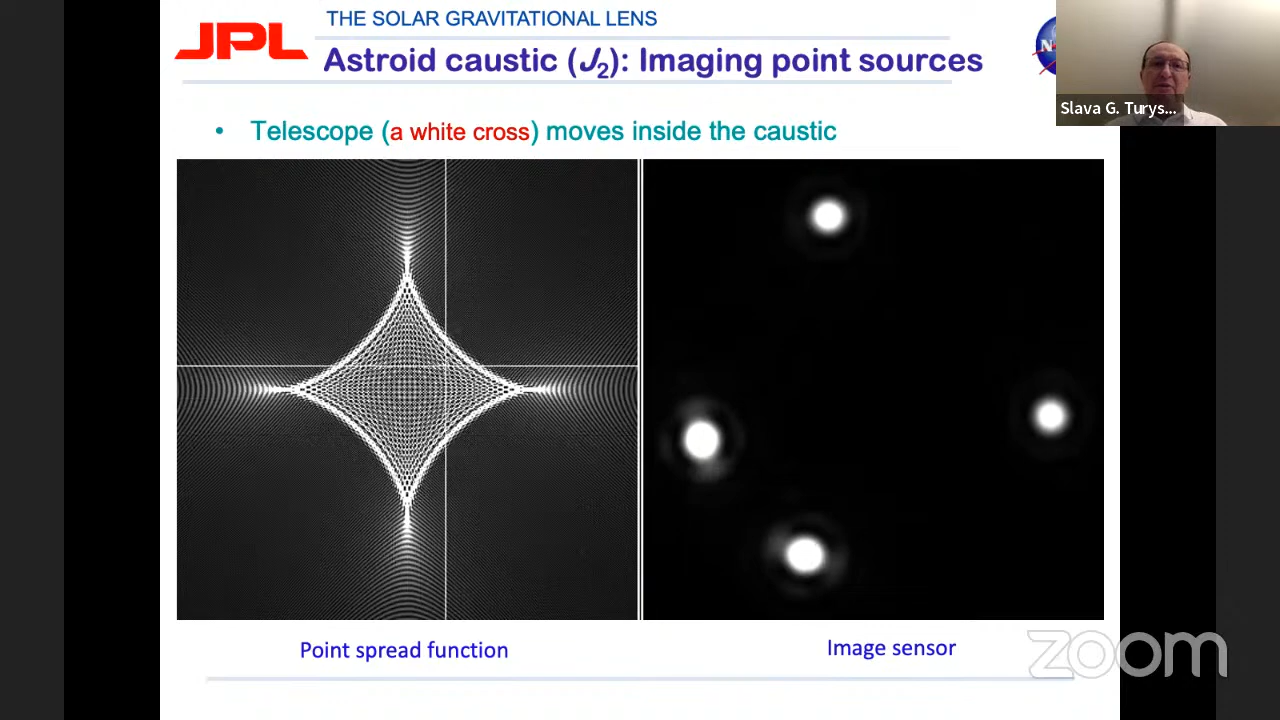 THE SOLAR GRAVITATIONAL LENS
JPL
Astroid caustic (J2): Imaging point sources
Slava G. Turys...
• Telescope (a white cross) moves inside the caustic
Point spread function
Image sensor
zoom